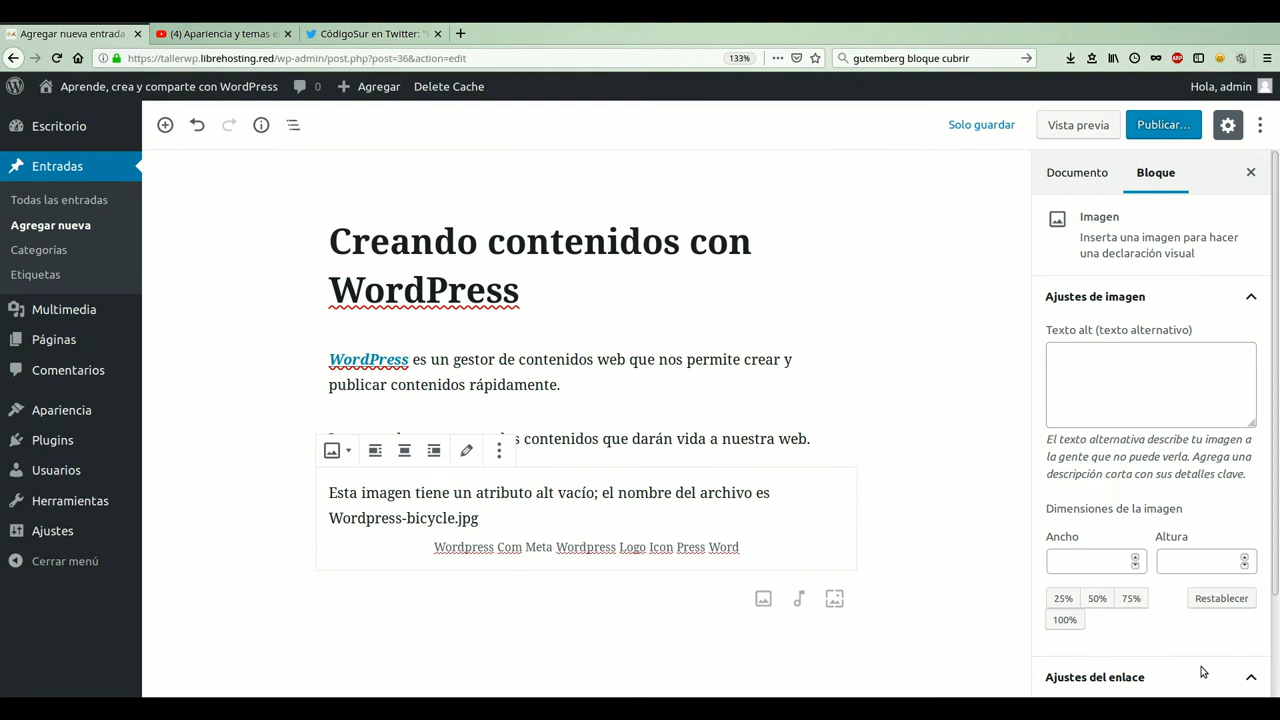 Agregar nueva entrada
(4) Apariencia y temas e
CódigoSur en Twitter: "
https://tallerwp.librehosting.red/wp-admin/post.php?post=36&action=edit
133%
gutemberg bloque cubrir
Aprende, crea y comparte con WordPress
0
Agregar
Delete Cache
Hola, admin
Escritorio
Entradas
Todas las entradas
Agregar nueva
Categorías
Etiquetas
Multimedia
Páginas
Comentarios
Apariencia
Plugins
Usuarios
Herramientas
Ajustes
Cerrar menú
Solo guardar
Vista previa
Publicar...
Creando contenidos con
WordPress
WordPress es un gestor de contenidos web que nos permite crear y
publicar contenidos rápidamente.
s contenidos que darán vida a nuestra web.
Esta imagen tiene un atributo alt vacío; el nombre del archivo es
Wordpress-bicycle.jpg
Wordpress Com Meta Wordpress Logo Icon Press Word
Documento
Bloque
Imagen
Inserta una imagen para hacer
una declaración visual
Ajustes de imagen
Texto alt (texto alternativo)
El texto alternativa describe tu imagen a
la gente que no puede verla. Agrega una
descripción corta con sus detalles clave.
Dimensiones de la imagen
Ancho
Altura
25%
50%
75%
Restablecer
100%
Ajustes del enlace